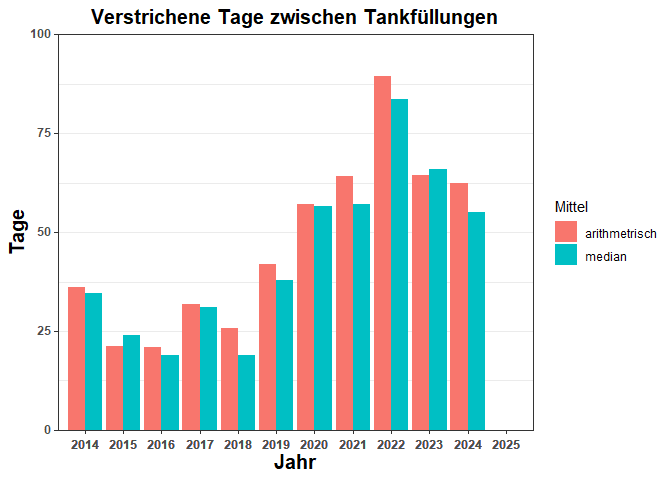 Verstrichene Tage zwischen Tankfüllungen
100
75
50
25
0
Tage
2014 2015 2016 2017 2018 2019 2020 2021 2022 2023 2024 2025
Jahr
Mittel
arithmetrisch
median